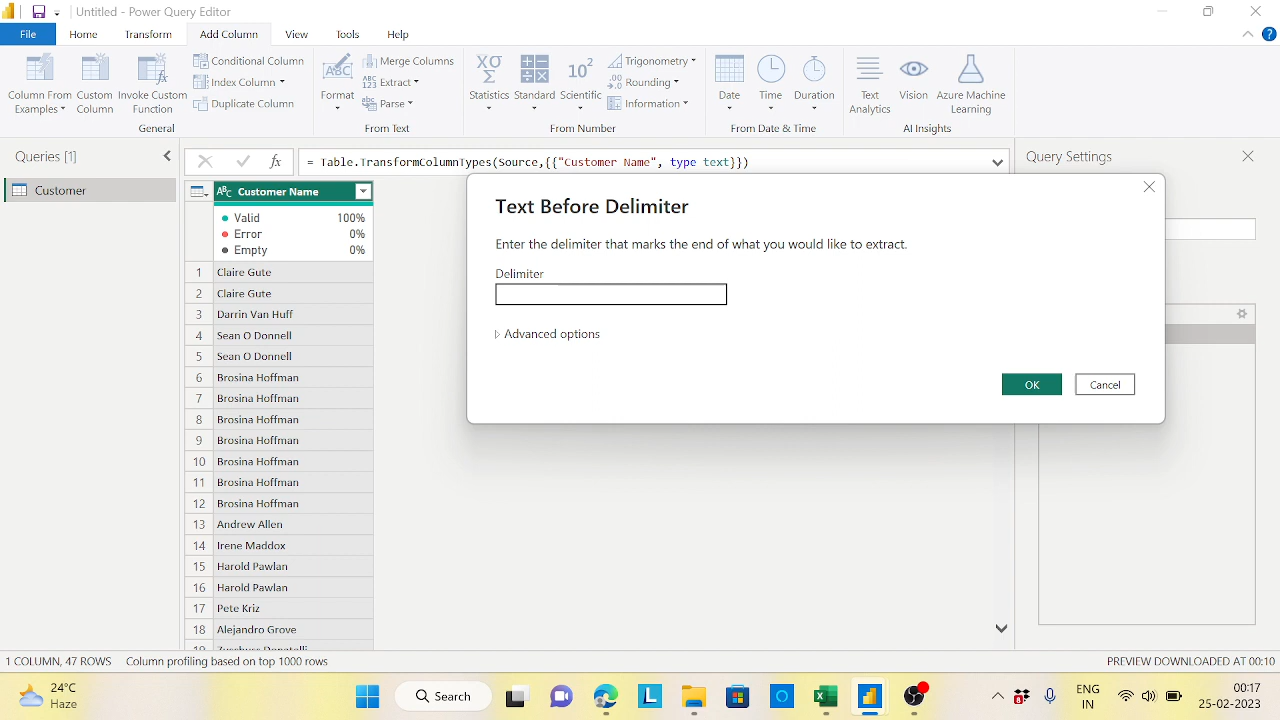 Untitled - Power Query Editor
File Home Transform Add Column View Tools Help
Column From Examples
Custom Column
Invoke Custom Function
Conditional Column
Index Column
Duplicate Column
General
ABC
Format
Merge Columns
ABC 123 Extract
abc Parse
From Text
XΣ Statistics
Standard
10² Scientific
Trigonometry
.00 Rounding
Information
From Number
Date
Time
Duration
From Date & Time
Text Analytics
Vision
Azure Machine Learning
AI Insights
Queries [1]
Customer
fx
= Table.TransformColumnTypes(Source,{{"Customer Name", type text}})
Query Settings
ABC Customer Name
Valid 100%
Error 0%
Empty 0%
1 Claire Gute
2 Claire Gute
3 Darrin Van Huff
4 Sean O Donnell
5 Sean O Donnell
6 Brosina Hoffman
7 Brosina Hoffman
8 Brosina Hoffman
9 Brosina Hoffman
10 Brosina Hoffman
11 Brosina Hoffman
12 Brosina Hoffman
13 Andrew Allen
14 Irene Maddox
15 Harold Pawlan
16 Harold Pawlan
17 Pete Kriz
18 Alejandro Grove
Text Before Delimiter
Enter the delimiter that marks the end of what you would like to extract.
Delimiter
Advanced options
OK
Cancel
1 COLUMN, 47 ROWS Column profiling based on top 1000 rows
PREVIEW DOWNLOADED AT 00:10
24°C
Haze
Search
ENG
IN
00:17
25-02-2023